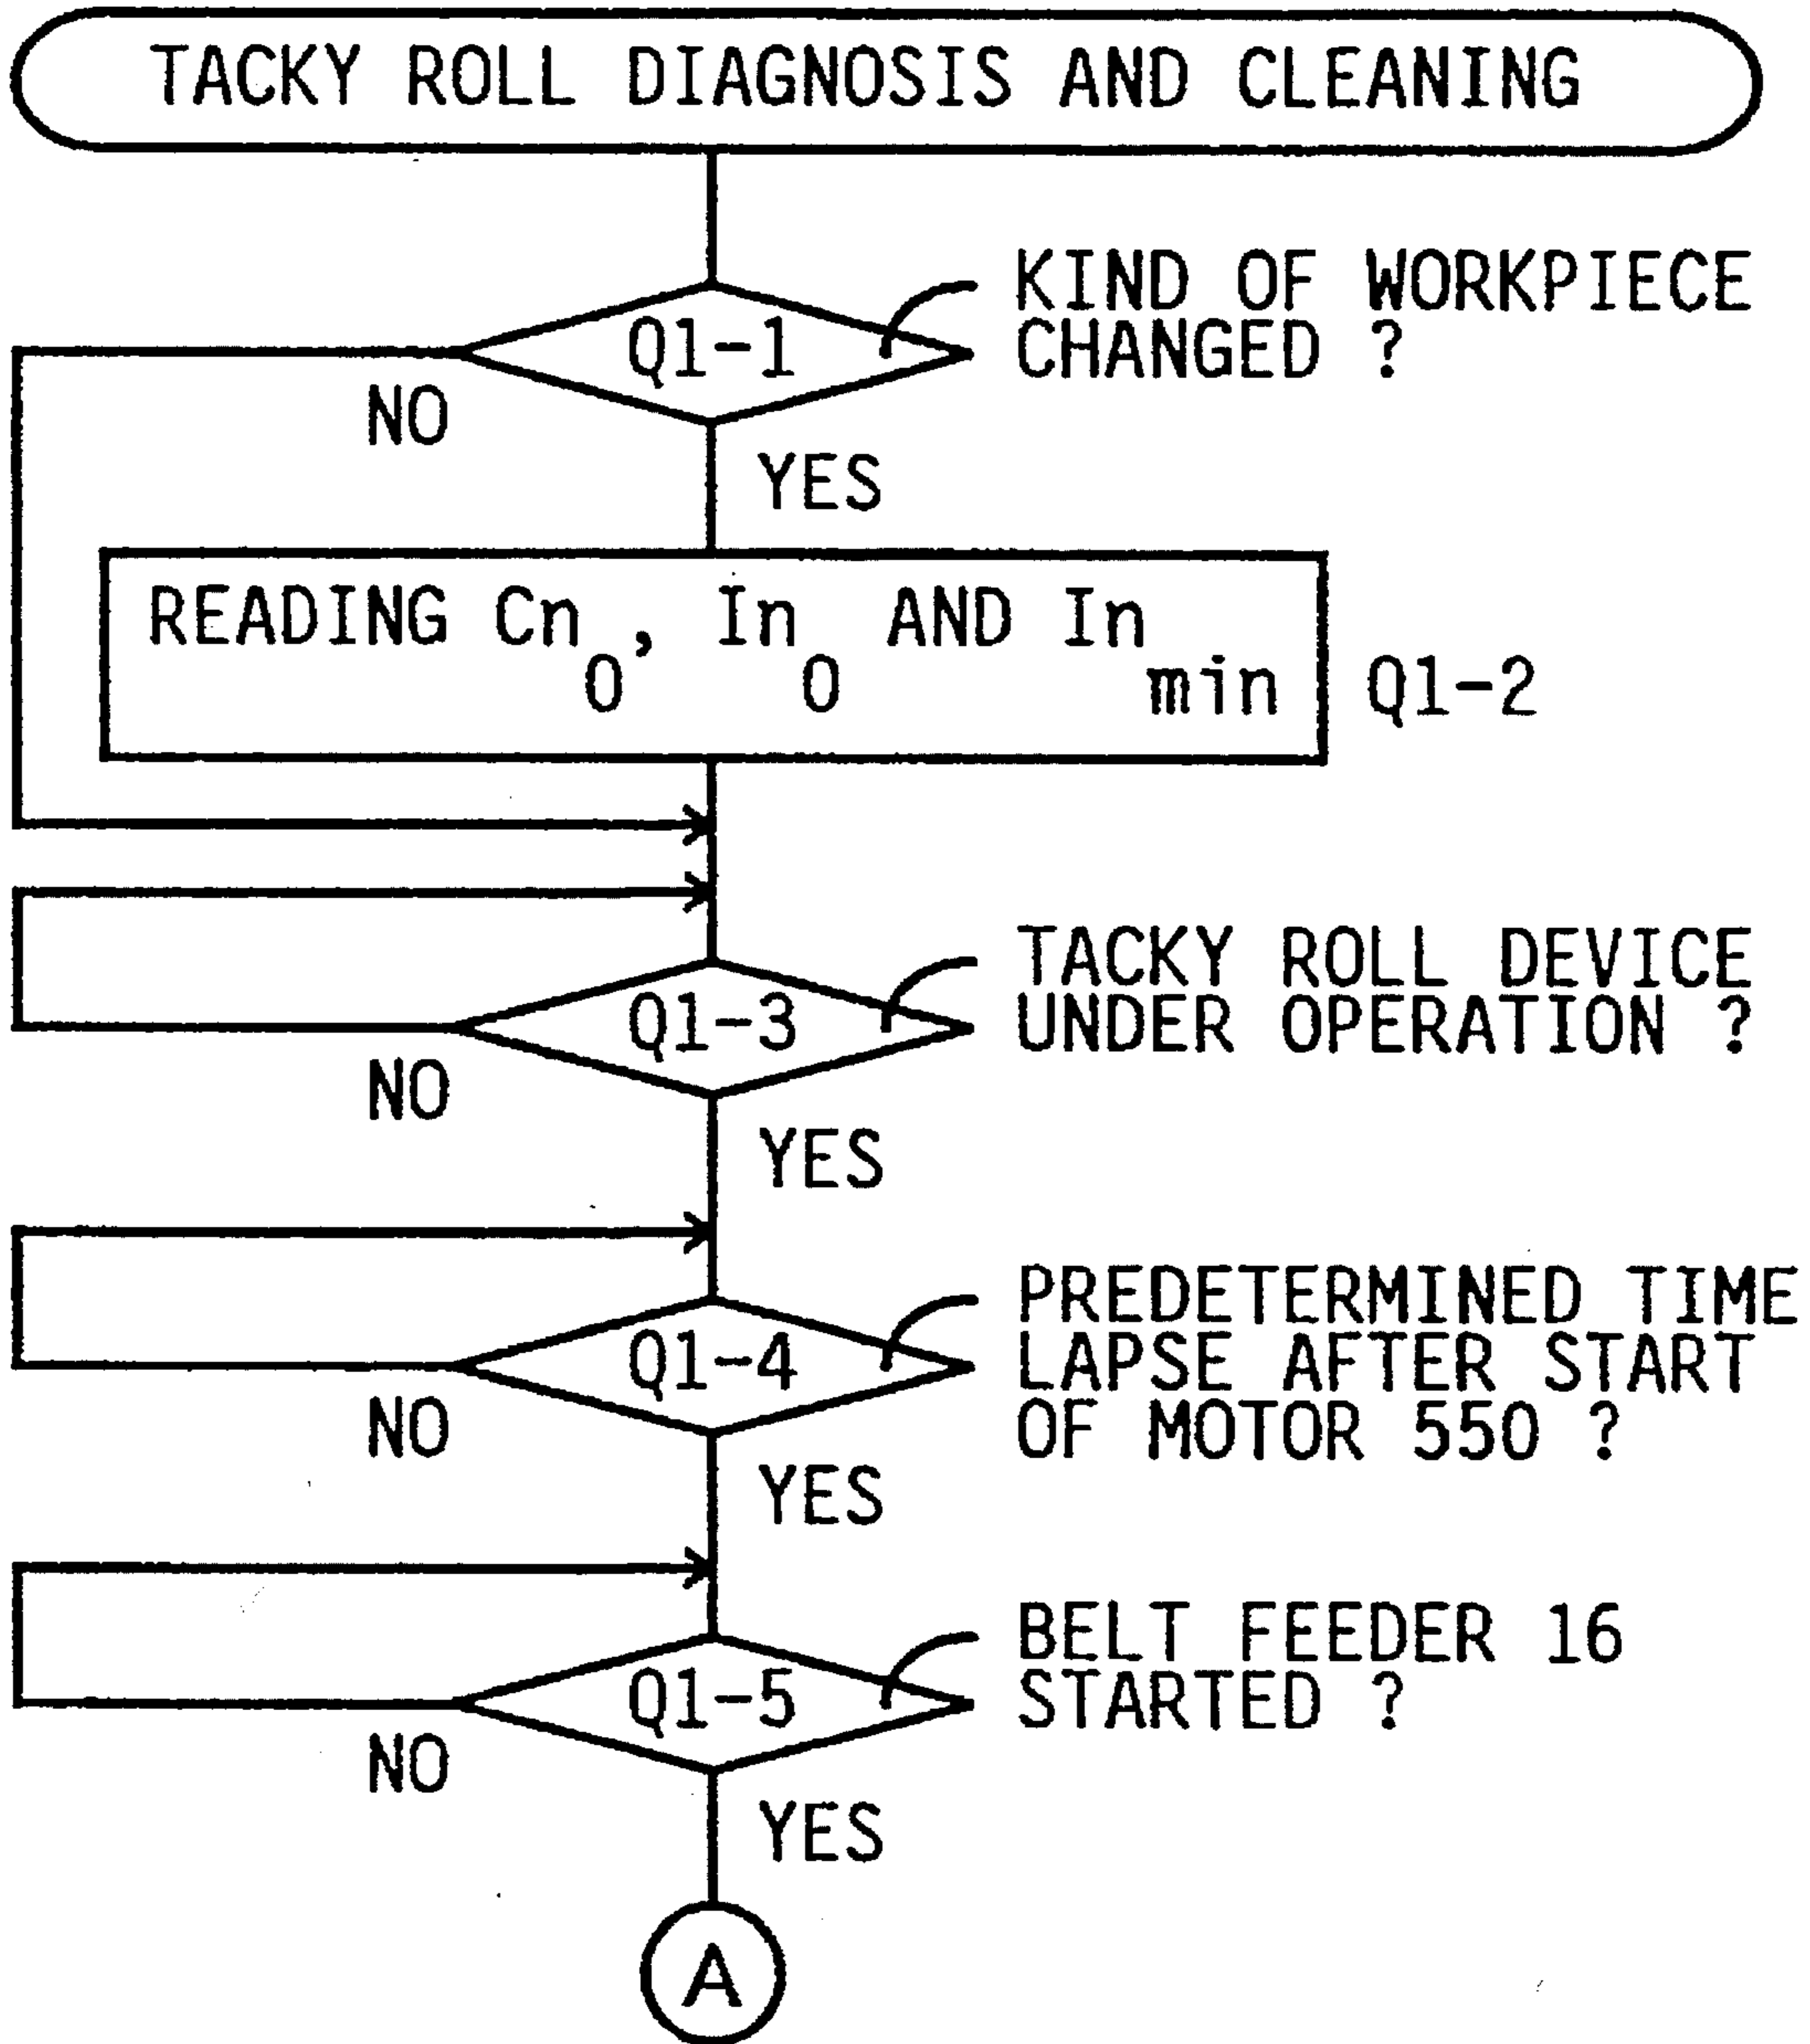 TACKY ROLL DIAGNOSIS AND CLEANING
KIND OF WORKPIECE
CHANGED ?
Q1-1
NO
YES
READING Cn0, In0 AND Inmin
Q1-2
TACKY ROLL DEVICE
UNDER OPERATION ?
Q1-3
NO
YES
PREDETERMINED TIME
LAPSE AFTER START
OF MOTOR 550 ?
Q1-4
NO
YES
BELT FEEDER 16
STARTED ?
Q1-5
NO
YES
A